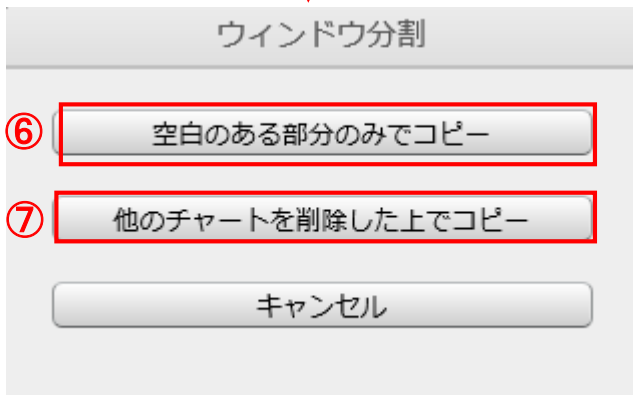 ウィンドウ分割
⑥ 空白のある部分のみでコピー
⑦ 他のチャートを削除した上でコピー
キャンセル